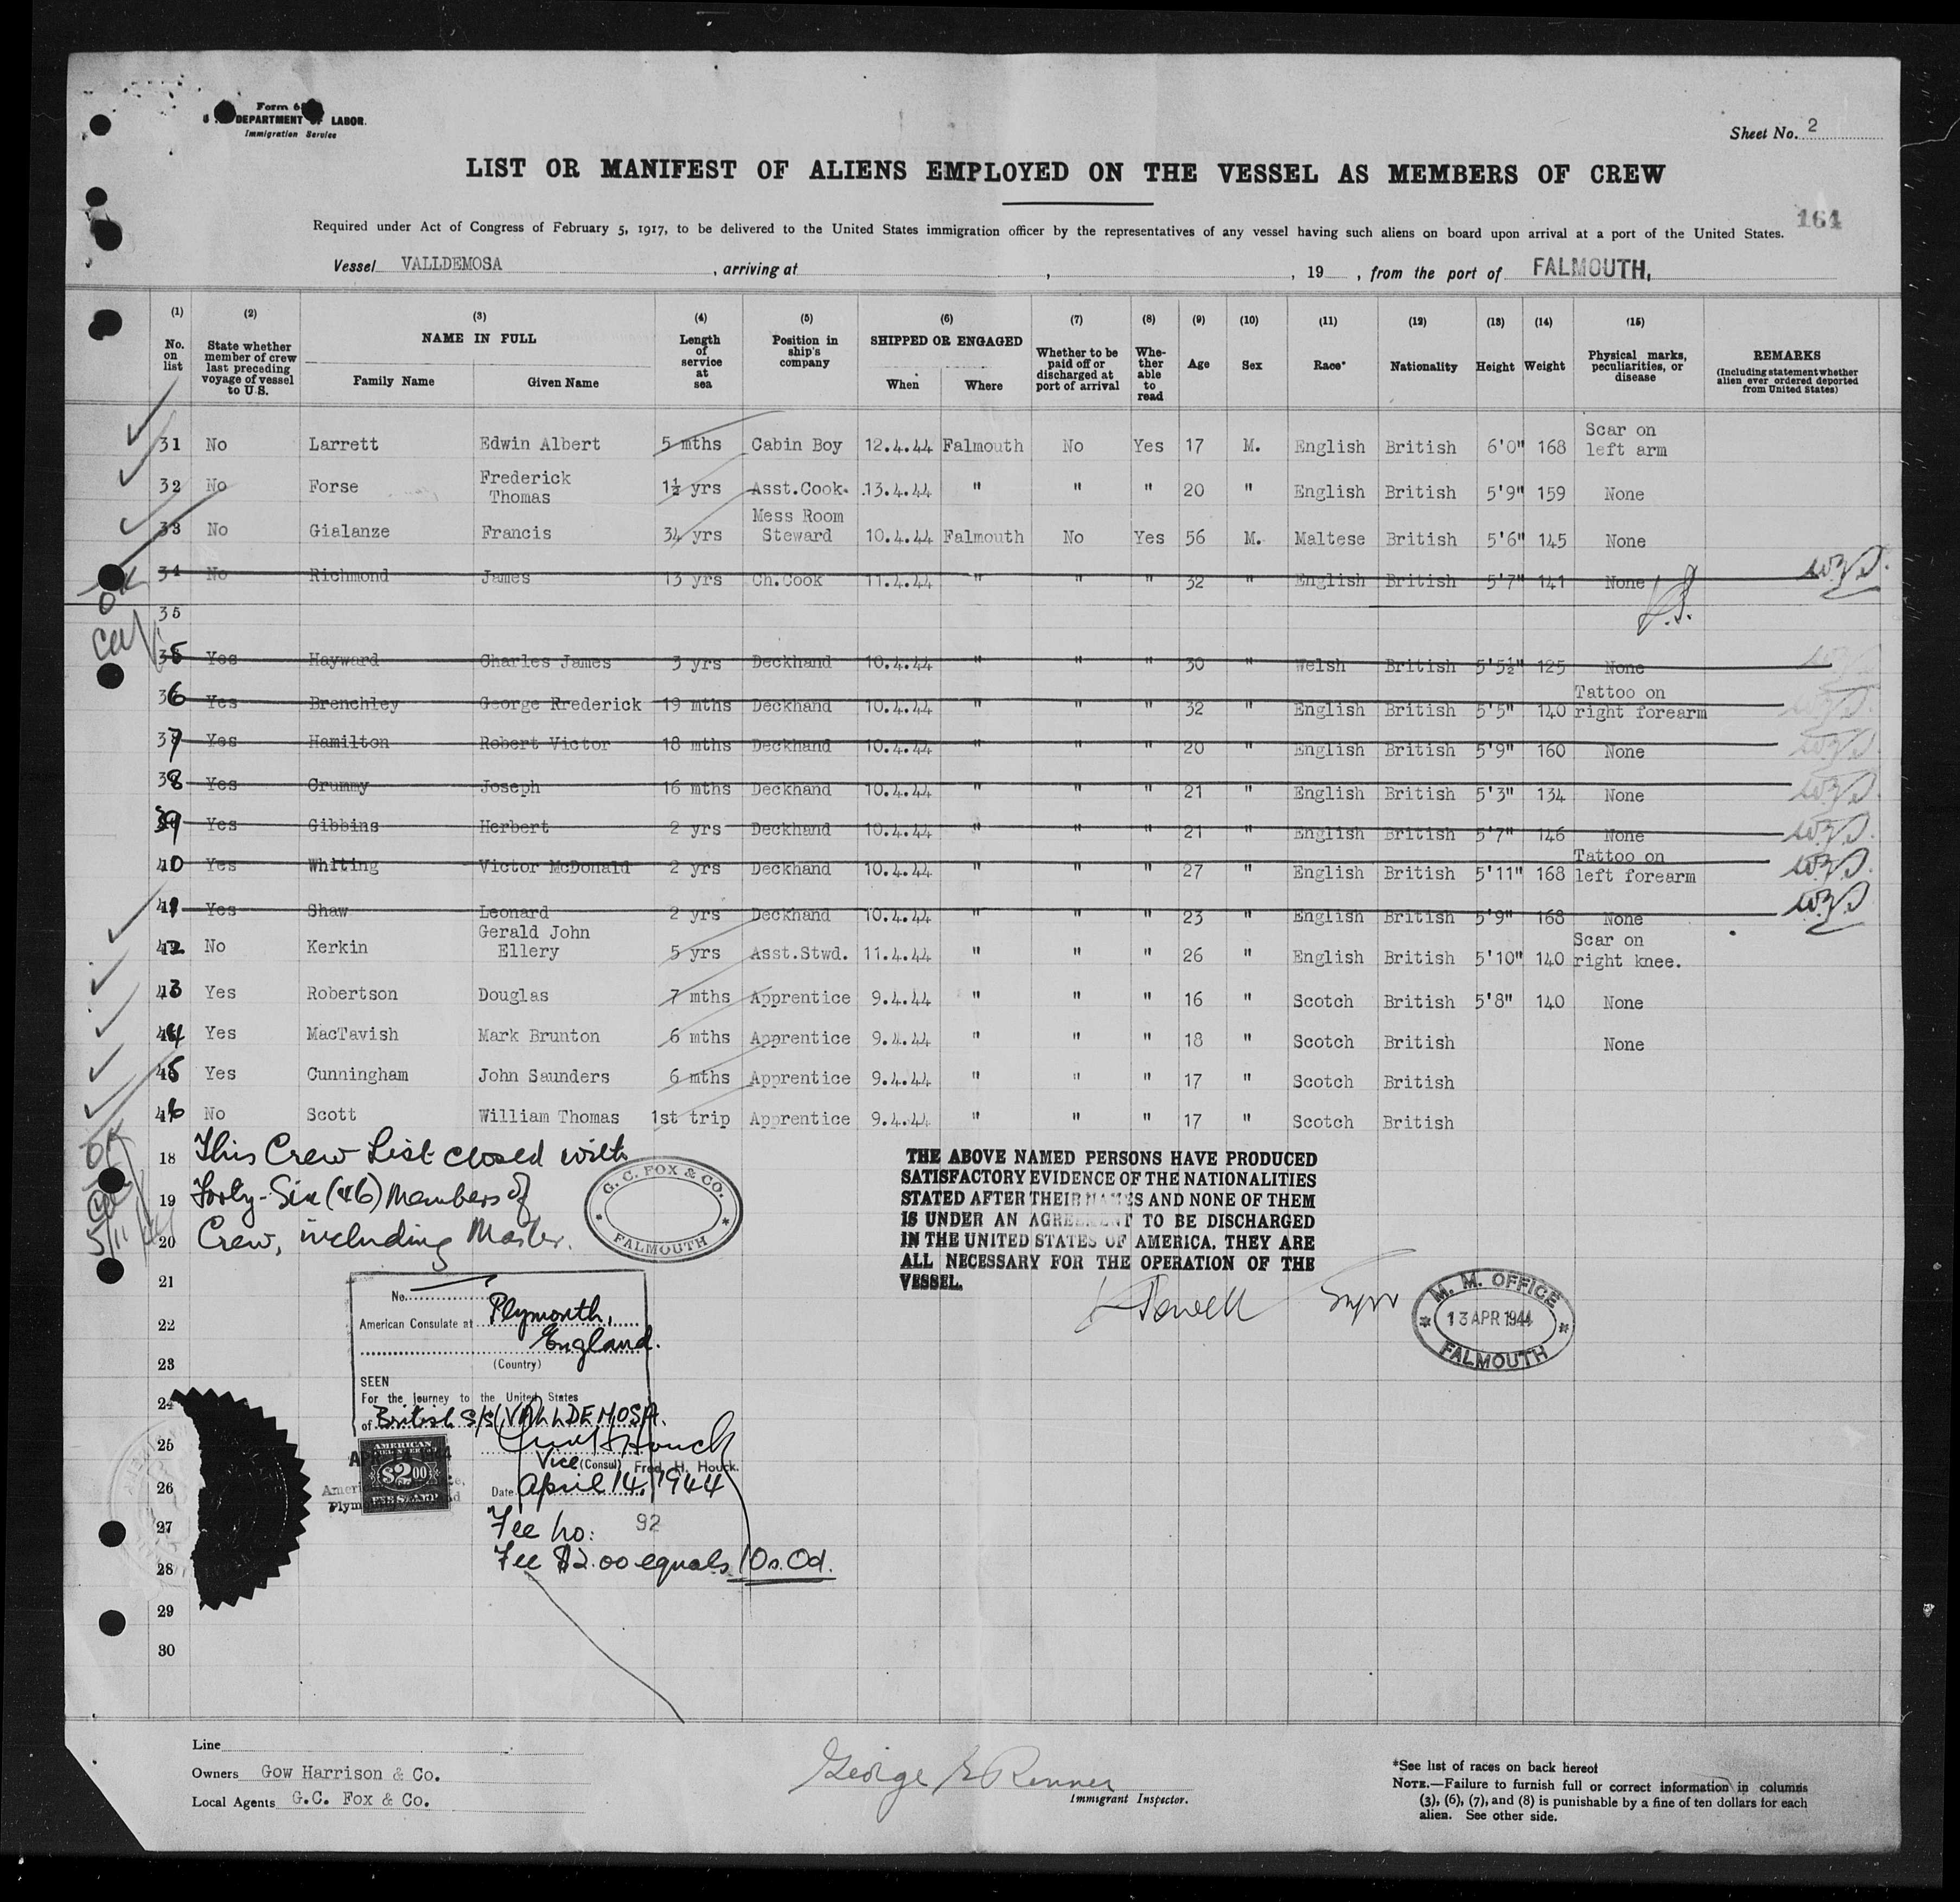 Form 6
DEPARTMENT OF LABOR
Immigration Service
Sheet No. 2
LIST OR MANIFEST OF ALIENS EMPLOYED ON THE VESSEL AS MEMBERS OF CREW
164
Required under Act of Congress of February 5, 1917, to be delivered to the United States immigration officer by the representatives of any vessel having such aliens on board upon arrival at a port of the United States.
Vessel VALLDEMOSA, arriving at , , 19 , from the port of FALMOUTH,
(1) (2) (3) (4) (5) (6) (7) (8) (9) (10) (11) (12) (13) (14) (15)
No. on list
State whether member of crew last preceding voyage of vessel to U.S.
NAME IN FULL
Family Name Given Name
Length of service at sea
Position in ship's company
SHIPPED OR ENGAGED
When Where
Whether to be paid off or discharged at port of arrival
Whe-ther able to read
Age Sex Race* Nationality Height Weight
Physical marks, peculiarities, or disease
REMARKS
(Including statement whether alien ever ordered deported from United States)
31 No Larrett Edwin Albert 5 mths Cabin Boy 12.4.44 Falmouth No Yes 17 M. English British 6'0" 168 Scar on left arm
32 No Forse Frederick Thomas 1½ yrs Asst.Cook. 13.4.44 " " " 20 " English British 5'9" 159 None
33 No Gialanze Francis 34 yrs Mess Room Steward 10.4.44 Falmouth No Yes 56 M. Maltese British 5'6" 145 None
34 No Richmond James 13 yrs Ch.Cook 11.4.44 " " " 32 " English British 5'7" 141 None
35
35 Yes Hayward Charles James 3 yrs Deckhand 10.4.44 " " " 30 " Welsh British 5'5½" 125 None
36 Yes Brenchley George Rrederick 19 mths Deckhand 10.4.44 " " " 32 " English British 5'5" 140 Tattoo on right forearm
37 Yes Hamilton Robert Victor 18 mths Deckhand 10.4.44 " " " 20 " English British 5'9" 160 None
38 Yes Crummy Joseph 16 mths Deckhand 10.4.44 " " " 21 " English British 5'3" 134 None
39 Yes Gibbins Herbert 2 yrs Deckhand 10.4.44 " " " 21 " English British 5'7" 146 None
40 Yes Whiting Victor McDonald 2 yrs Deckhand 10.4.44 " " " 27 " English British 5'11" 168 Tattoo on left forearm
41 Yes Shaw Leonard 2 yrs Deckhand 10.4.44 " " " 23 " English British 5'9" 168 None
42 No Kerkin Gerald John Ellery 5 yrs Asst.Stwd. 11.4.44 " " " 26 " English British 5'10" 140 Scar on right knee.
43 Yes Robertson Douglas 7 mths Apprentice 9.4.44 " " " 16 " Scotch British 5'8" 140 None
44 Yes MacTavish Mark Brunton 6 mths Apprentice 9.4.44 " " " 18 " Scotch British None
45 Yes Cunningham John Saunders 6 mths Apprentice 9.4.44 " " " 17 " Scotch British
46 No Scott William Thomas 1st trip Apprentice 9.4.44 " " " 17 " Scotch British
18 This Crew List closed with
19 Forty-Six (46) Members of
20 Crew, including Master.
G. C. FOX & CO.
FALMOUTH
THE ABOVE NAMED PERSONS HAVE PRODUCED
SATISFACTORY EVIDENCE OF THE NATIONALITIES
STATED AFTER THEIR NAMES AND NONE OF THEM
IS UNDER AN AGREEMENT TO BE DISCHARGED
IN THE UNITED STATES OF AMERICA. THEY ARE
ALL NECESSARY FOR THE OPERATION OF THE
VESSEL.
M. M. OFFICE
13 APR 1944
FALMOUTH
21
22
23
24
25
26
27
28
29
30
No.
American Consulate at Plymouth,
England.
(Country)
SEEN
For the journey to the United States
of British S/S VALLDEMOSA.
Vice (Consul) Fred. H. Houck.
Date April 14, 1944
AMERICAN
$2.00
FEE STAMP
Fee No: 92
Fee $2.00 equals 10s.0d.
Line
Owners Gow Harrison & Co.
Local Agents G.C. Fox & Co.
George E Renner
Immigrant Inspector.
*See list of races on back hereof
NOTE.—Failure to furnish full or correct information in columns
(3), (6), (7), and (8) is punishable by a fine of ten dollars for each
alien. See other side.